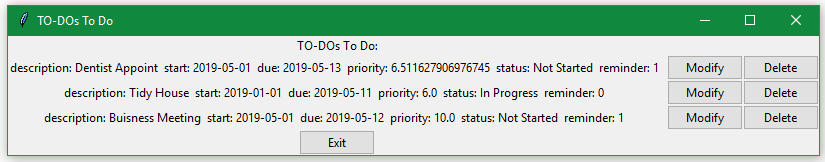 TO-DOs To Do
TO-DOs To Do:
description: Dentist Appoint start: 2019-05-01 due: 2019-05-13 priority: 6.511627906976745 status: Not Started reminder: 1 Modify Delete
description: Tidy House start: 2019-01-01 due: 2019-05-11 priority: 6.0 status: In Progress reminder: 0 Modify Delete
description: Buisness Meeting start: 2019-05-01 due: 2019-05-12 priority: 10.0 status: Not Started reminder: 1 Modify Delete
Exit